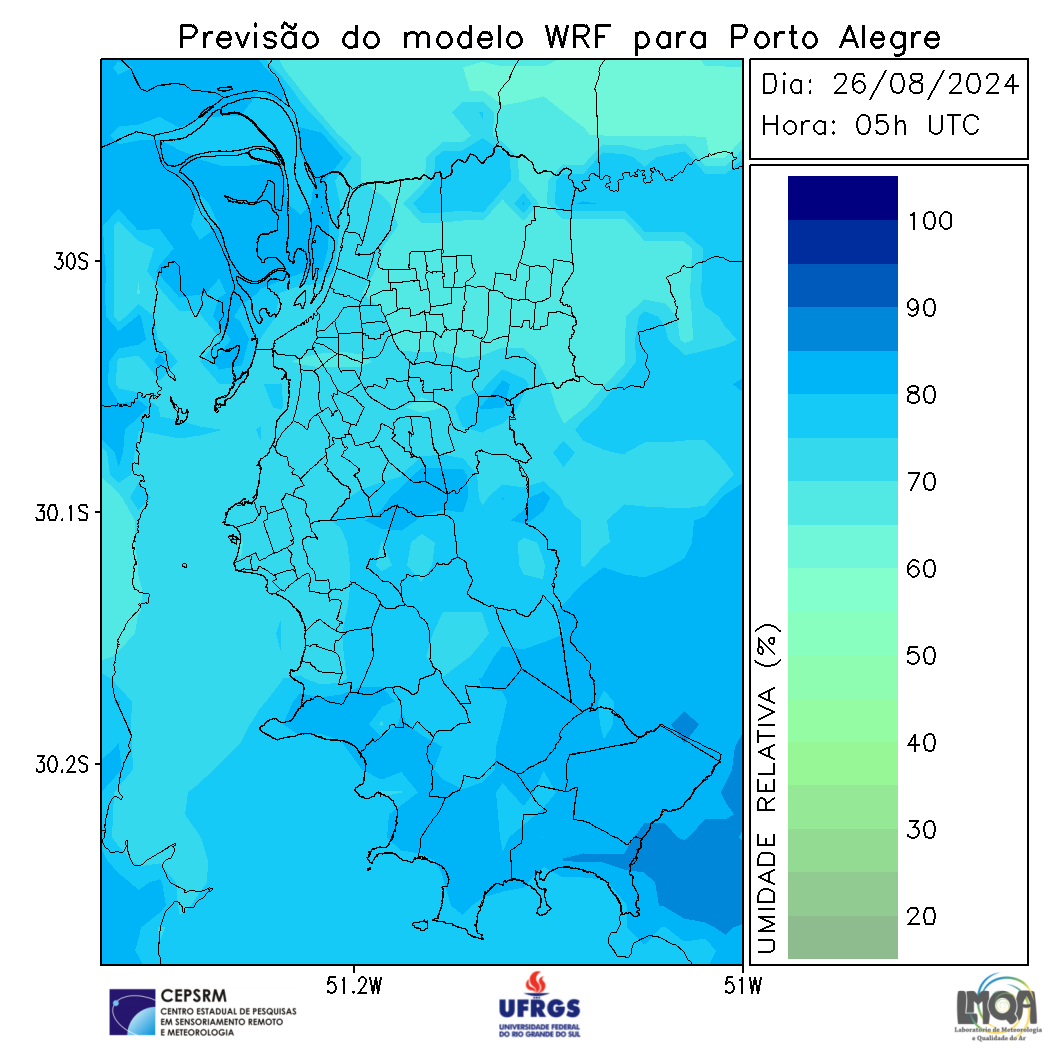 Previsão do modelo WRF para Porto Alegre
Dia: 26/08/2024
Hora: 05h UTC
30S
30.1S
30.2S
51.2W
51W
UMIDADE RELATIVA (%)
100
90
80
70
60
50
40
30
20
CEPSRM
CENTRO ESTADUAL DE PESQUISAS
EM SENSORIAMENTO REMOTO
E METEOROLOGIA
UFRGS
UNIVERSIDADE FEDERAL
DO RIO GRANDE DO SUL
LMQA
Laboratório de Meteorologia
e Qualidade do Ar